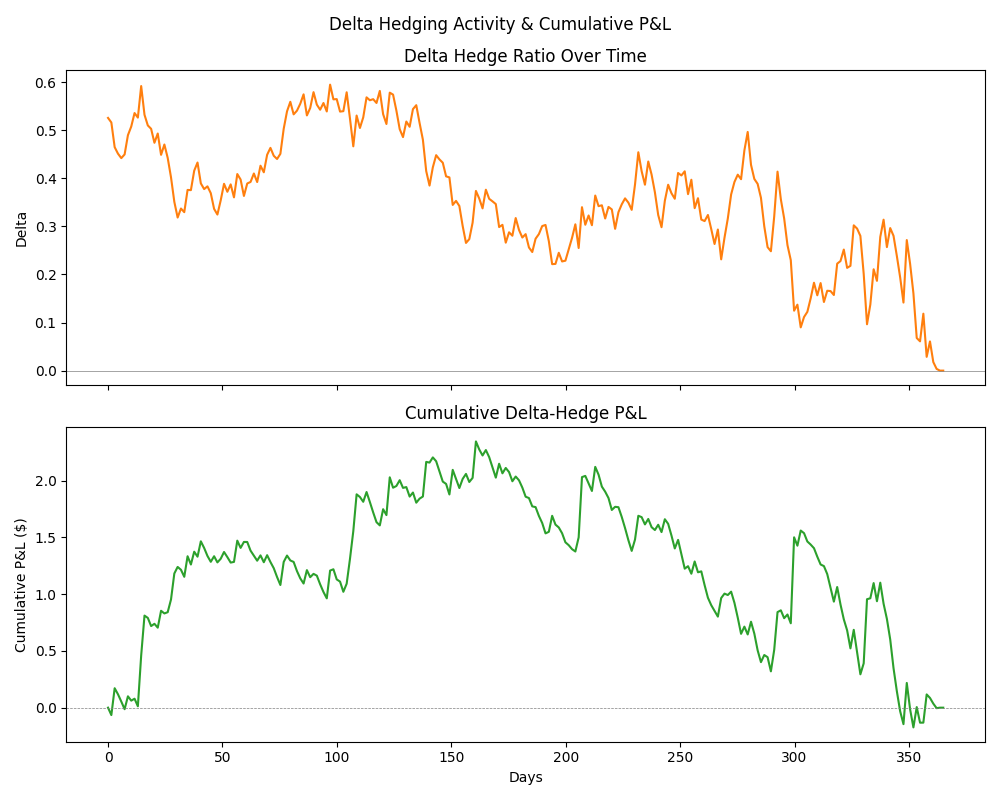 Delta Hedging Activity & Cumulative P&L
Delta Hedge Ratio Over Time
0.6
0.5
0.4
0.3
0.2
0.1
0.0
Delta
Cumulative Delta-Hedge P&L
2.0
1.5
1.0
0.5
0.0
Cumulative P&L ($)
0 50 100 150 200 250 300 350
Days